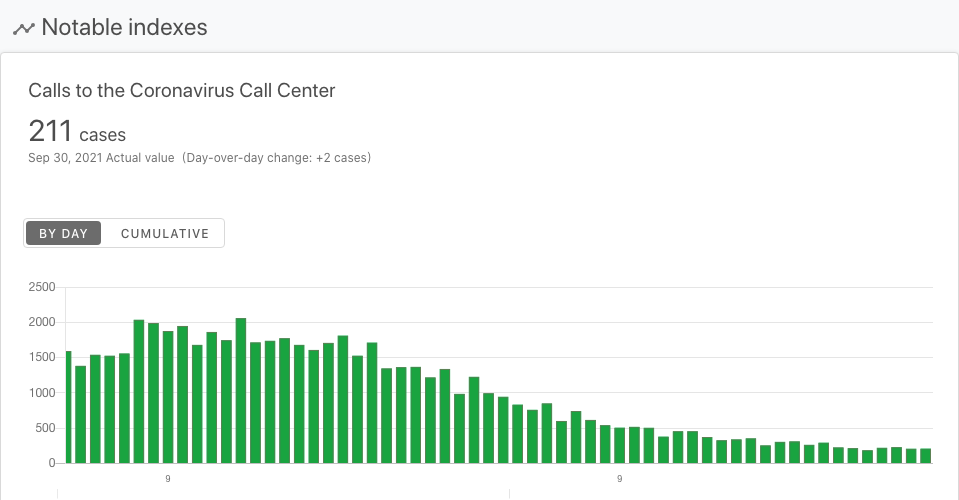 Notable indexes
Calls to the Coronavirus Call Center
211 cases
Sep 30, 2021 Actual value (Day-over-day change: +2 cases)
BY DAY CUMULATIVE
2500
2000
1500
1000
500
0
9 9